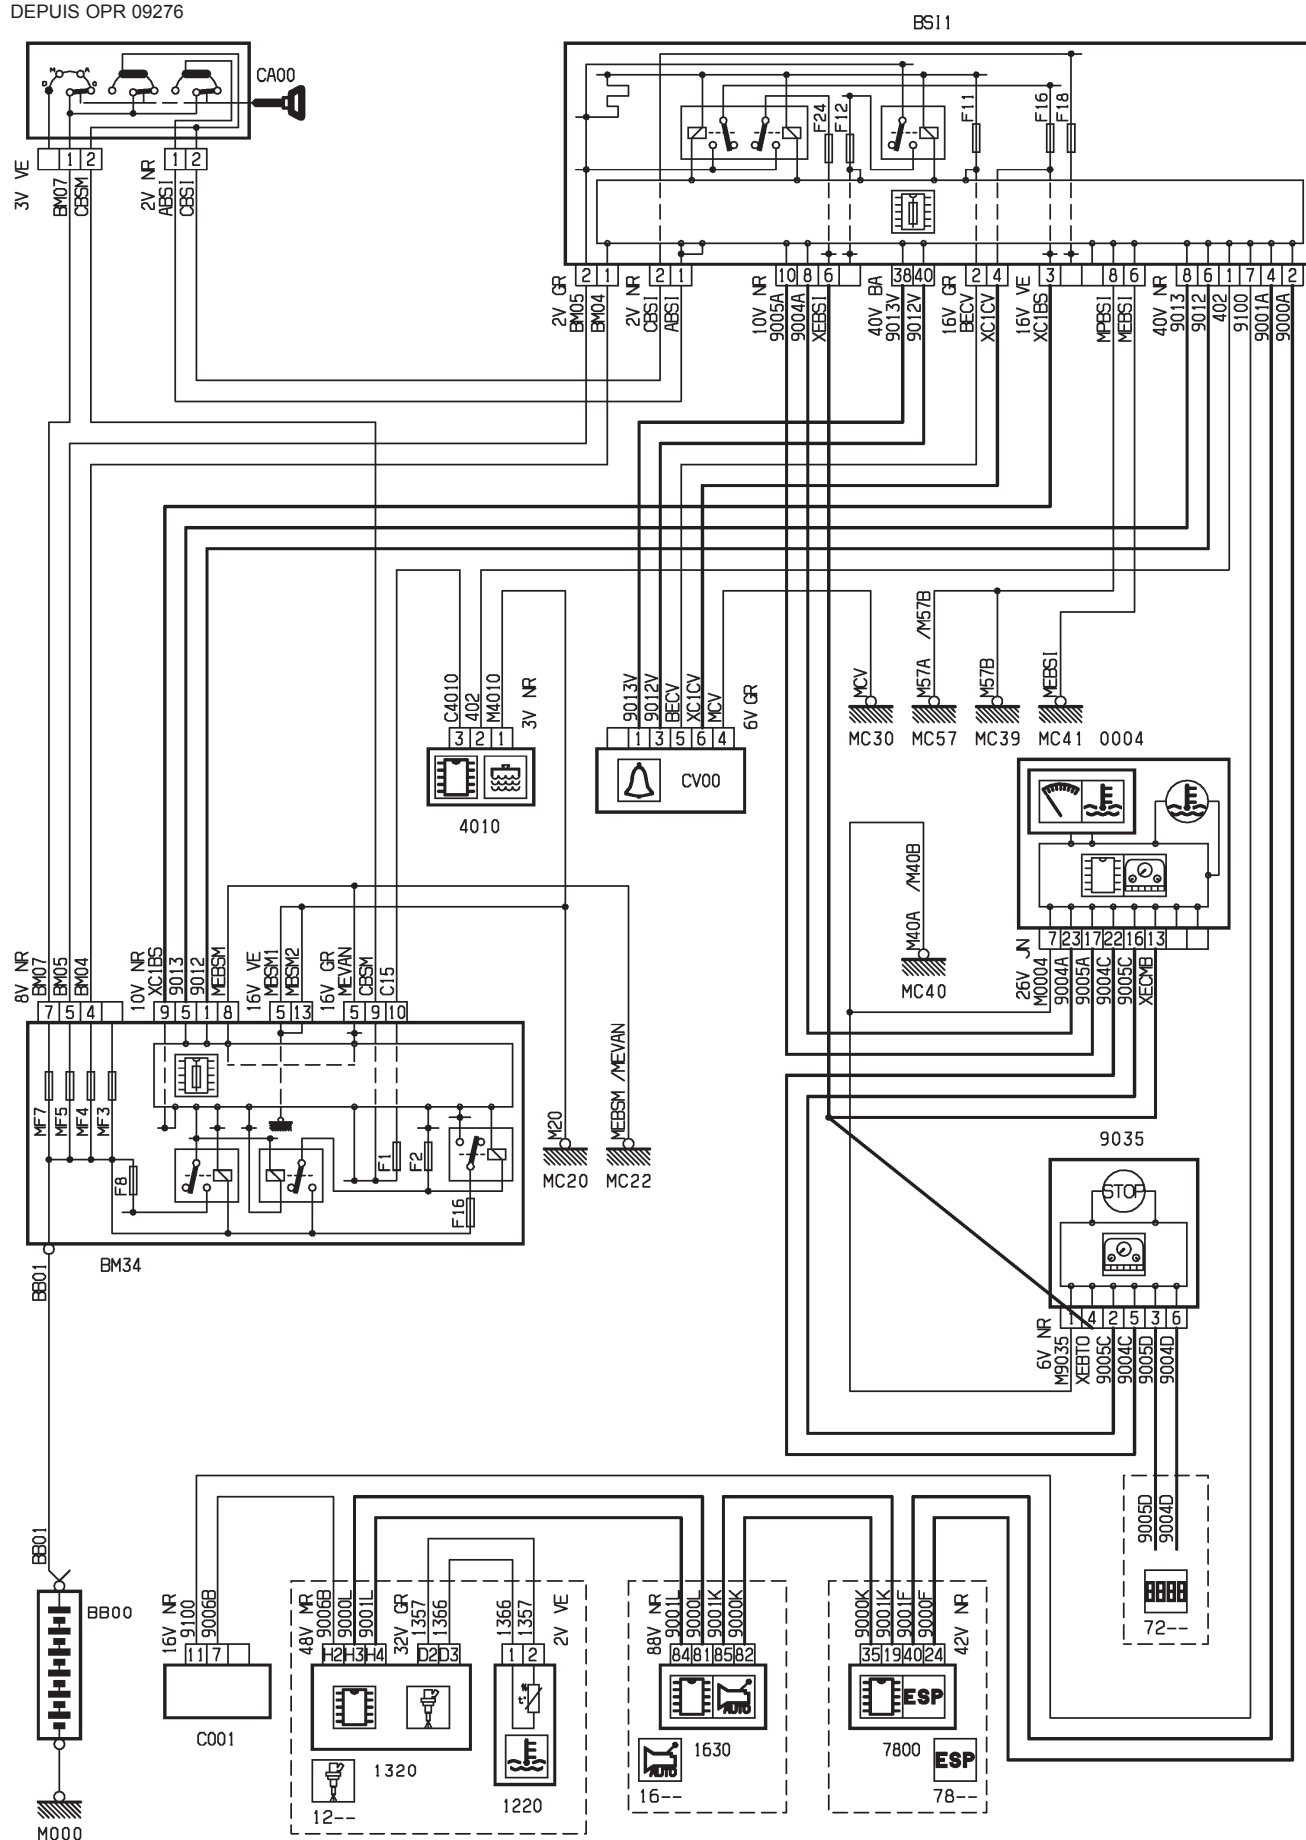 DEPUIS OPR 09276
BSI1
CA00
N A
D C
F24 F12 F11 F16 F18
1 2 1 2
3V VE BM07 CBSM 2V NR ABSI CBSI
2 1 2 1 10 8 6 38 40 2 4 3 8 6 8 6 1 7 4 2
2V GR BM05 BM04 2V NR CBSI ABSI 10V NR 9005A 9004A XEBSI 40V BA 9013V 9012V 16V GR BECV XC1CV 16V VE XC1BS MPBSI MEBSI 40V NR 9013 9012 402 9100 9001A 9000A
C4010 402 M4010 3V NR
3 2 1
4010
9013V 9012V BECV XC1CV MCV 6V GR
1 3 5 6 4
CV00
MCV M57A /M57B M57B MEBSI
MC30 MC57 MC39 MC41 0004
M40A /M40B
MC40
7 23 17 22 16 13
26V JN M0004 9004A 9005A 9004C 9005C XECMB
8V NR BM07 BM05 BM04 10V NR XC1BS 9013 9012 MEBSM 16V VE MBSM1 MBSM2 16V GR MEVAN CBSM C15
7 5 4 9 5 1 8 5 13 5 9 10
MF7 MF5 MF4 MF3 F8 F1 F2 F16
M20 MEBSM /MEVAN
MC20 MC22
BM34
9035
STOP
1 4 2 5 3 6
6V NR M9035 XEBTO 9005C 9004C 9005D 9004D
BB01
BB01
BB00
M000
9005D 9004D
72--
16V NR 9100 9006B
11 7
C001
48V MR 9006B 9000L 9001L 32V GR 1357 1366
H2 H3 H4 D2 D3
1320
12--
1366 1357 2V VE
1 2
t°
1220
88V NR 9001L 9000L 9001K 9000K
84 81 85 82
AUTO
1630
AUTO
16--
9000K 9001K 9001F 9000F 42V NR
35 19 40 24
ESP
7800
ESP
78--